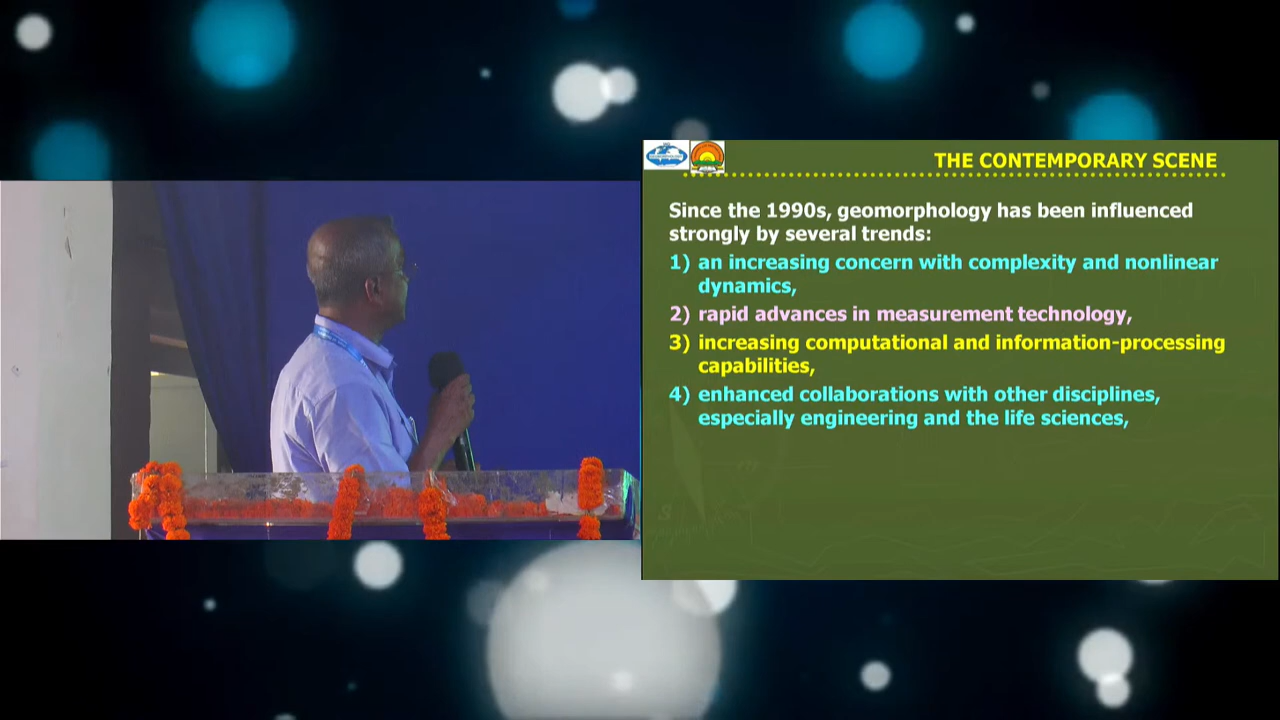 THE CONTEMPORARY SCENE
Since the 1990s, geomorphology has been influenced
strongly by several trends:
1) an increasing concern with complexity and nonlinear
dynamics,
2) rapid advances in measurement technology,
3) increasing computational and information-processing
capabilities,
4) enhanced collaborations with other disciplines,
especially engineering and the life sciences,